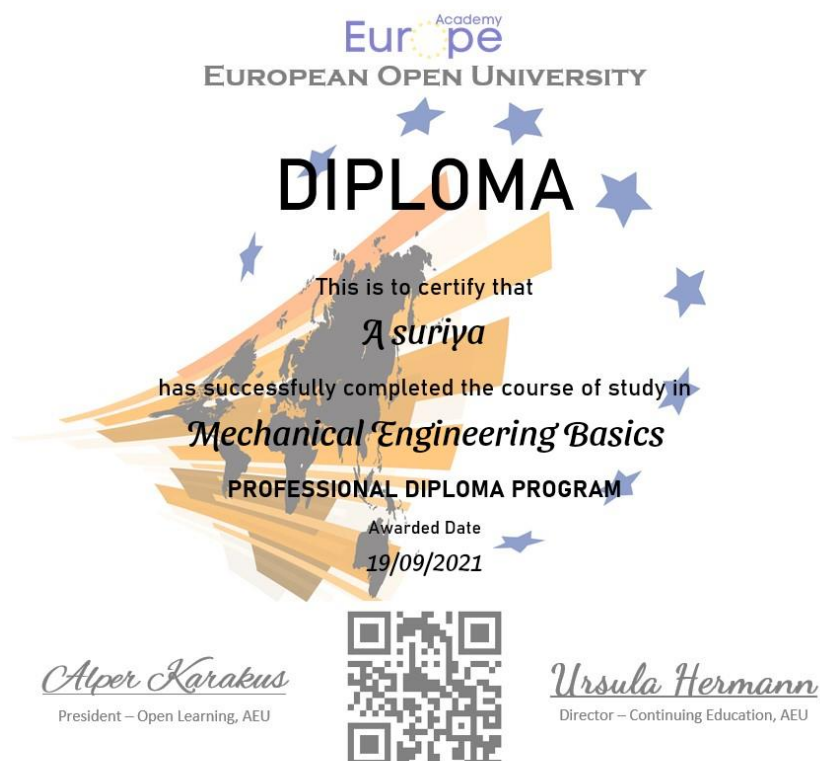 Academy
Europe
EUROPEAN OPEN UNIVERSITY
DIPLOMA
This is to certify that
A suriya
has successfully completed the course of study in
Mechanical Engineering Basics
PROFESSIONAL DIPLOMA PROGRAM
Awarded Date
19/09/2021
Alper Karakus
President – Open Learning, AEU
Ursula Hermann
Director – Continuing Education, AEU